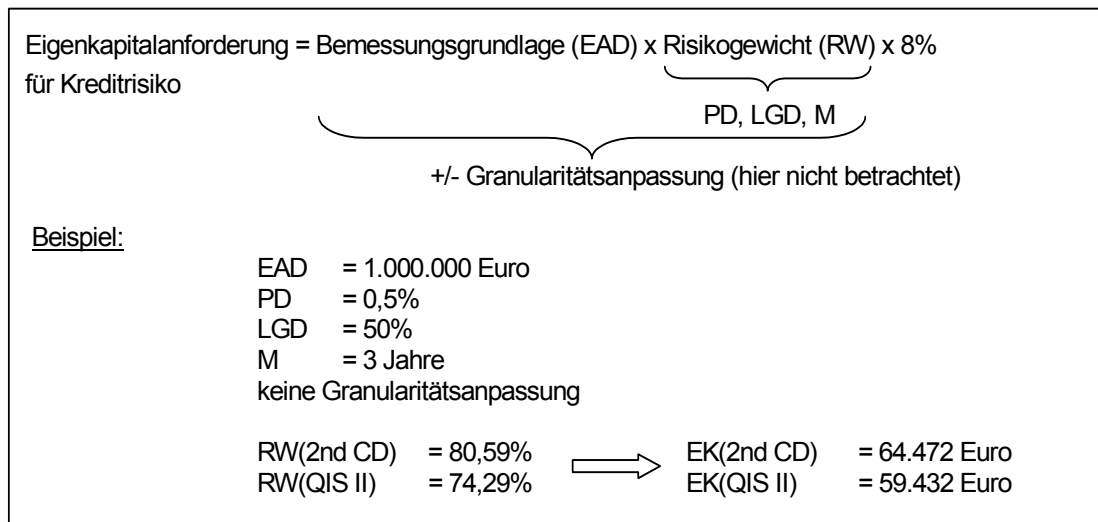 Eigenkapitalanforderung = Bemessungsgrundlage (EAD) x Risikogewicht (RW) x 8%
für Kreditrisiko
PD, LGD, M
+/- Granularitätsanpassung (hier nicht betrachtet)
Beispiel:
EAD = 1.000.000 Euro
PD = 0,5%
LGD = 50%
M = 3 Jahre
keine Granularitätsanpassung
RW(2nd CD) = 80,59% EK(2nd CD) = 64.472 Euro
RW(QIS II) = 74,29% EK(QIS II) = 59.432 Euro